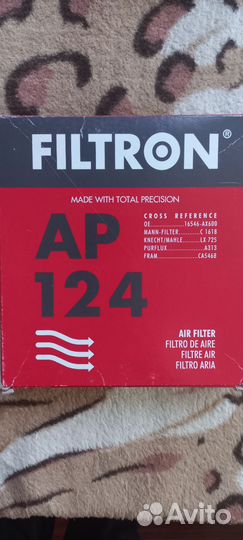 FILTRON®
MADE WITH TOTAL PRECISION
AP
124
CROSS REFERENCE
OE..........16546-AX600
MANN-FILTER.......C 1618
KNECHT/MAHLE.....LX 725
PURFLUX............A313
FRAM.............CA5468
AIR FILTER
FILTRO DE AIRE
FILTRE AIR
FILTRO ARIA
Avito